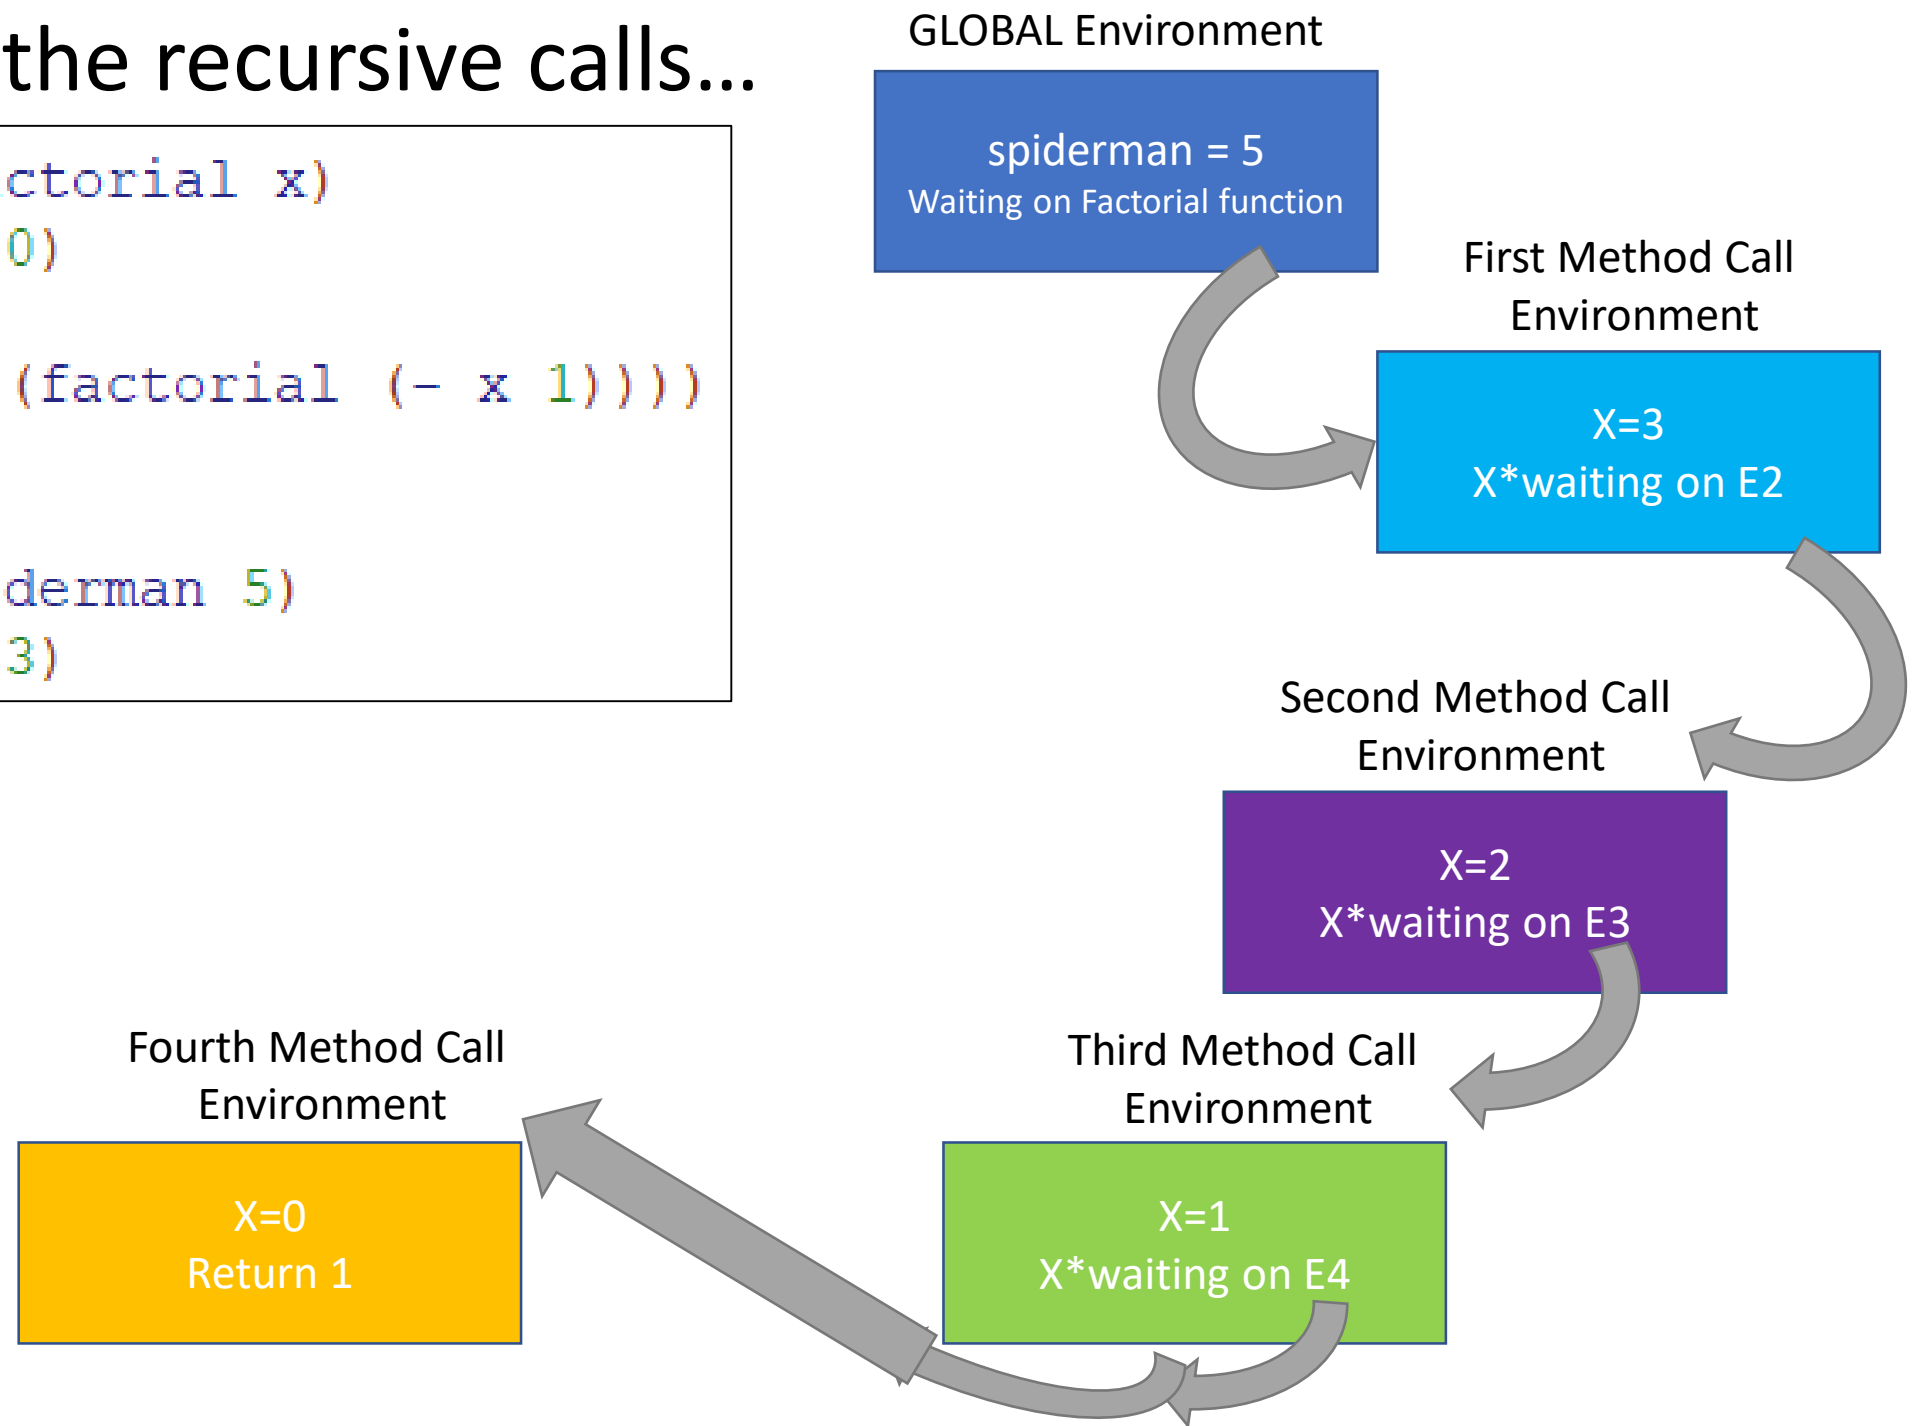 the recursive calls…
ctorial x)
0)
(factorial (- x 1))))
derman 5)
3)
GLOBAL Environment
spiderman = 5
Waiting on Factorial function
First Method Call
Environment
X=3
X*waiting on E2
Second Method Call
Environment
X=2
X*waiting on E3
Third Method Call
Environment
X=1
X*waiting on E4
Fourth Method Call
Environment
X=0
Return 1